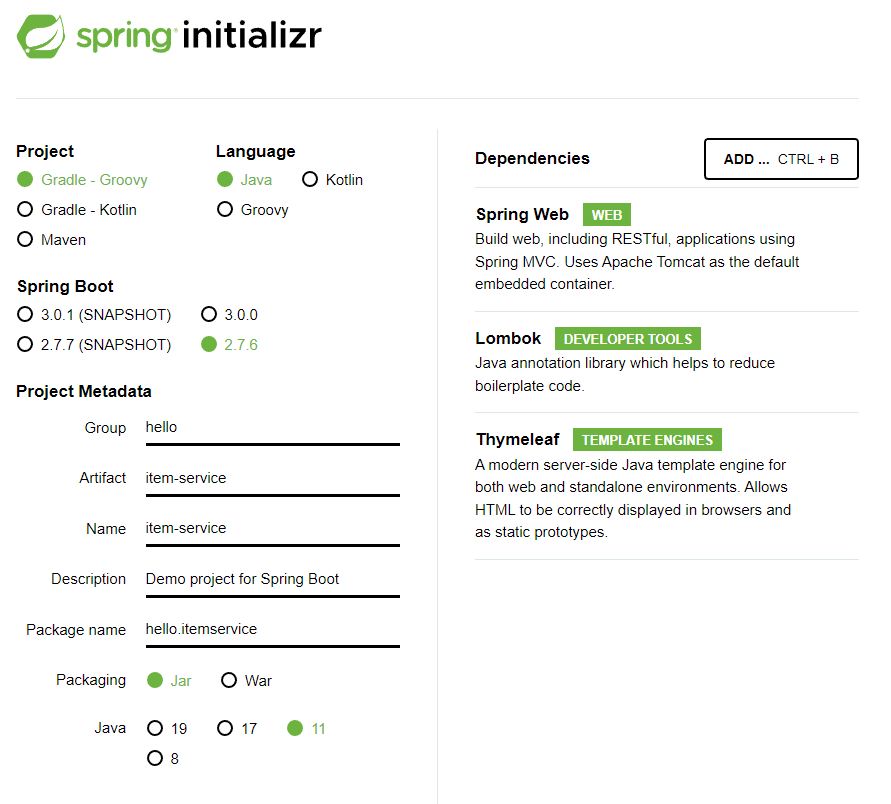 spring initializr
Project
Gradle - Groovy
Gradle - Kotlin
Maven
Language
Java Kotlin
Groovy
Spring Boot
3.0.1 (SNAPSHOT) 3.0.0
2.7.7 (SNAPSHOT) 2.7.6
Project Metadata
Group hello
Artifact item-service
Name item-service
Description Demo project for Spring Boot
Package name hello.itemservice
Packaging Jar War
Java 19 17 11
8
Dependencies
ADD ... CTRL + B
Spring Web WEB
Build web, including RESTful, applications using
Spring MVC. Uses Apache Tomcat as the default
embedded container.
Lombok DEVELOPER TOOLS
Java annotation library which helps to reduce
boilerplate code.
Thymeleaf TEMPLATE ENGINES
A modern server-side Java template engine for
both web and standalone environments. Allows
HTML to be correctly displayed in browsers and
as static prototypes.